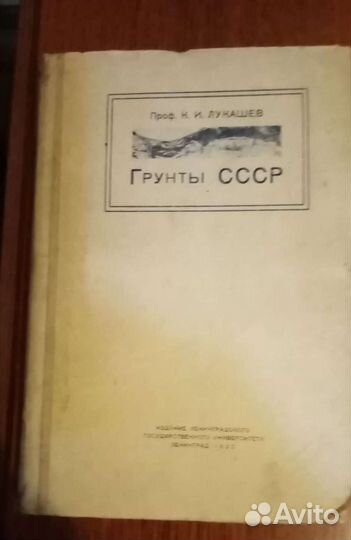 Проф. К. И. ЛУКАШЕВ
ГРУНТЫ СССР
ИЗДАНИЕ ЛЕНИНГРАДСКОГО
ГОСУДАРСТВЕННОГО УНИВЕРСИТЕТА
ЛЕНИНГРАД
Avito